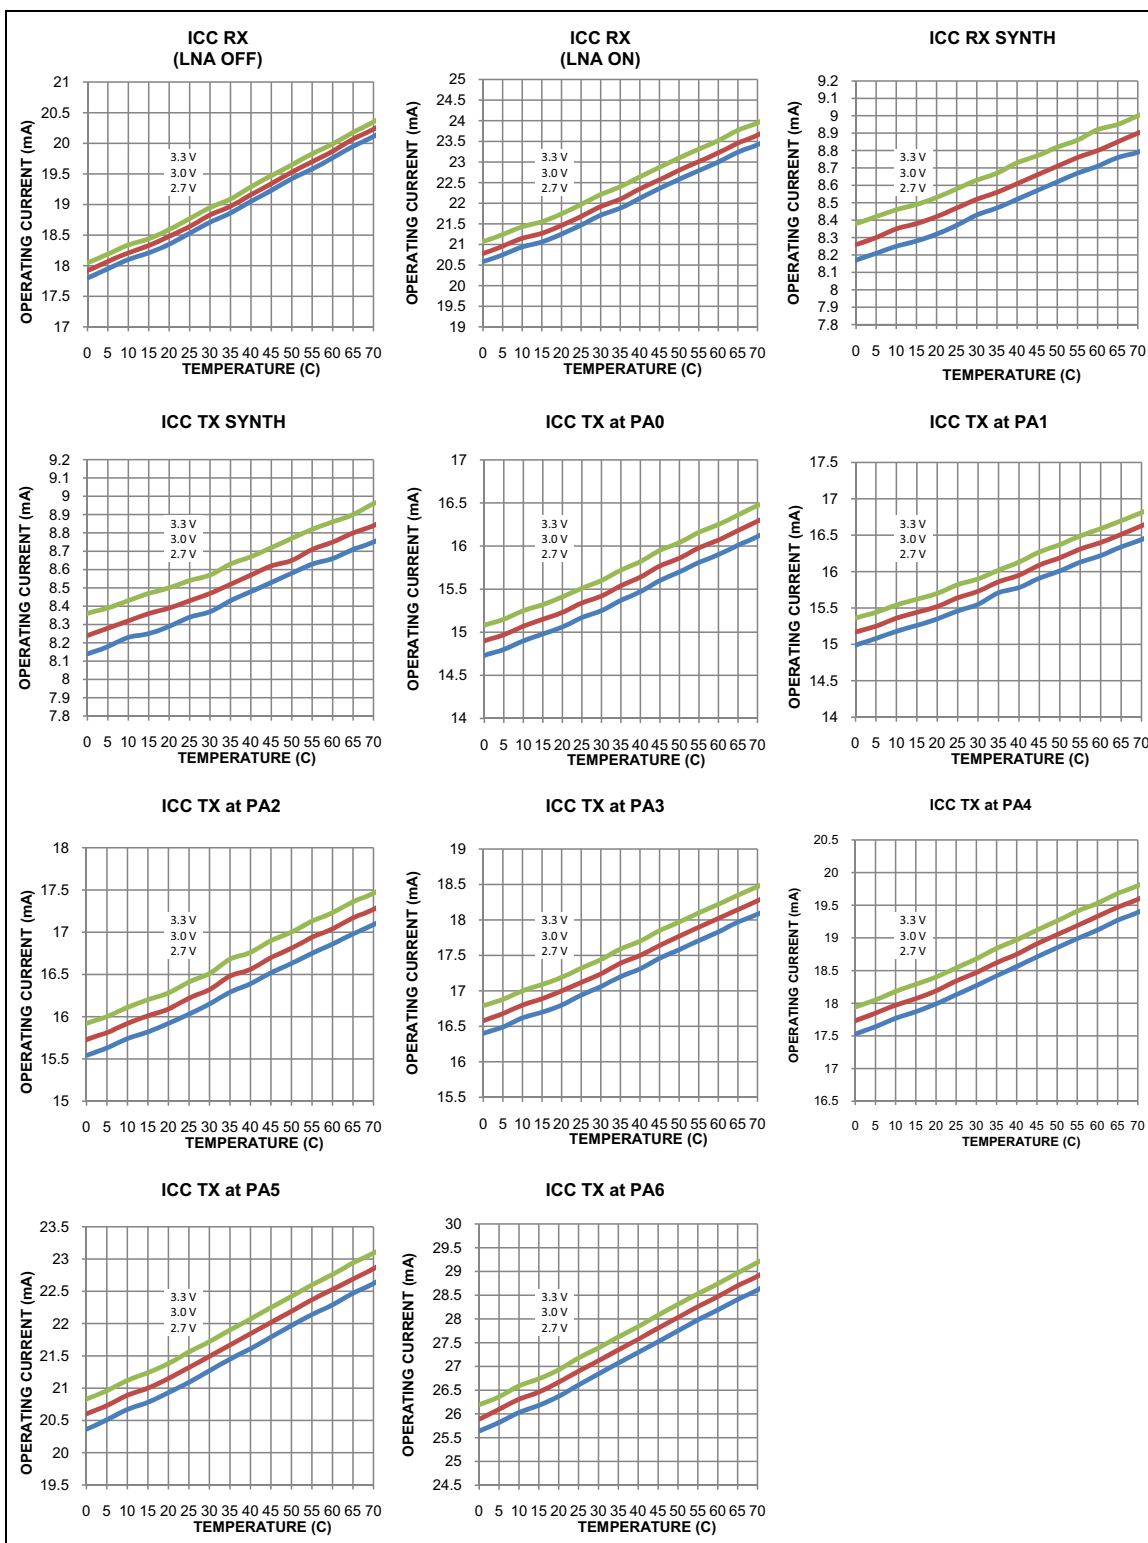 ICC RX
(LNA OFF)
OPERATING CURRENT (mA)
21
20.5
20
19.5
19
18.5
18
17.5
17
3.3 V
3.0 V
2.7 V
0 5 10 15 20 25 30 35 40 45 50 55 60 65 70
TEMPERATURE (C)
ICC RX
(LNA ON)
OPERATING CURRENT (mA)
25
24.5
24
23.5
23
22.5
22
21.5
21
20.5
20
19.5
19
3.3 V
3.0 V
2.7 V
0 5 10 15 20 25 30 35 40 45 50 55 60 65 70
TEMPERATURE (C)
ICC RX SYNTH
OPERATING CURRENT (mA)
9.2
9.1
9
8.9
8.8
8.7
8.6
8.5
8.4
8.3
8.2
8.1
8
7.9
7.8
3.3 V
3.0 V
2.7 V
0 5 10 15 20 25 30 35 40 45 50 55 60 65 70
TEMPERATURE (C)
ICC TX SYNTH
OPERATING CURRENT (mA)
9.2
9.1
9
8.9
8.8
8.7
8.6
8.5
8.4
8.3
8.2
8.1
8
7.9
7.8
3.3 V
3.0 V
2.7 V
0 5 10 15 20 25 30 35 40 45 50 55 60 65 70
TEMPERATURE (C)
ICC TX at PA0
OPERATING CURRENT (mA)
17
16.5
16
15.5
15
14.5
14
3.3 V
3.0 V
2.7 V
0 5 10 15 20 25 30 35 40 45 50 55 60 65 70
TEMPERATURE (C)
ICC TX at PA1
OPERATING CURRENT (mA)
17.5
17
16.5
16
15.5
15
14.5
14
3.3 V
3.0 V
2.7 V
0 5 10 15 20 25 30 35 40 45 50 55 60 65 70
TEMPERATURE (C)
ICC TX at PA2
OPERATING CURRENT (mA)
18
17.5
17
16.5
16
15.5
15
3.3 V
3.0 V
2.7 V
0 5 10 15 20 25 30 35 40 45 50 55 60 65 70
TEMPERATURE (C)
ICC TX at PA3
OPERATING CURRENT (mA)
19
18.5
18
17.5
17
16.5
16
15.5
3.3 V
3.0 V
2.7 V
0 5 10 15 20 25 30 35 40 45 50 55 60 65 70
TEMPERATURE (C)
ICC TX at PA4
OPERATING CURRENT (mA)
20.5
20
19.5
19
18.5
18
17.5
17
16.5
3.3 V
3.0 V
2.7 V
0 5 10 15 20 25 30 35 40 45 50 55 60 65 70
TEMPERATURE (C)
ICC TX at PA5
OPERATING CURRENT (mA)
23.5
23
22.5
22
21.5
21
20.5
20
19.5
3.3 V
3.0 V
2.7 V
0 5 10 15 20 25 30 35 40 45 50 55 60 65 70
TEMPERATURE (C)
ICC TX at PA6
OPERATING CURRENT (mA)
30
29.5
29
28.5
28
27.5
27
26.5
26
25.5
25
24.5
3.3 V
3.0 V
2.7 V
0 5 10 15 20 25 30 35 40 45 50 55 60 65 70
TEMPERATURE (C)